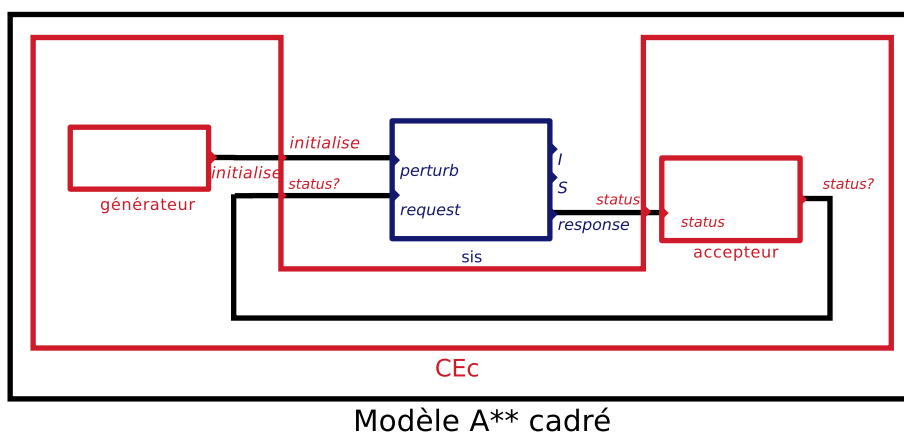 initialise
initialise
générateur
status?
perturb
request
I
S
response
sis
status
status
accepteur
status?
CEc
Modèle A** cadré